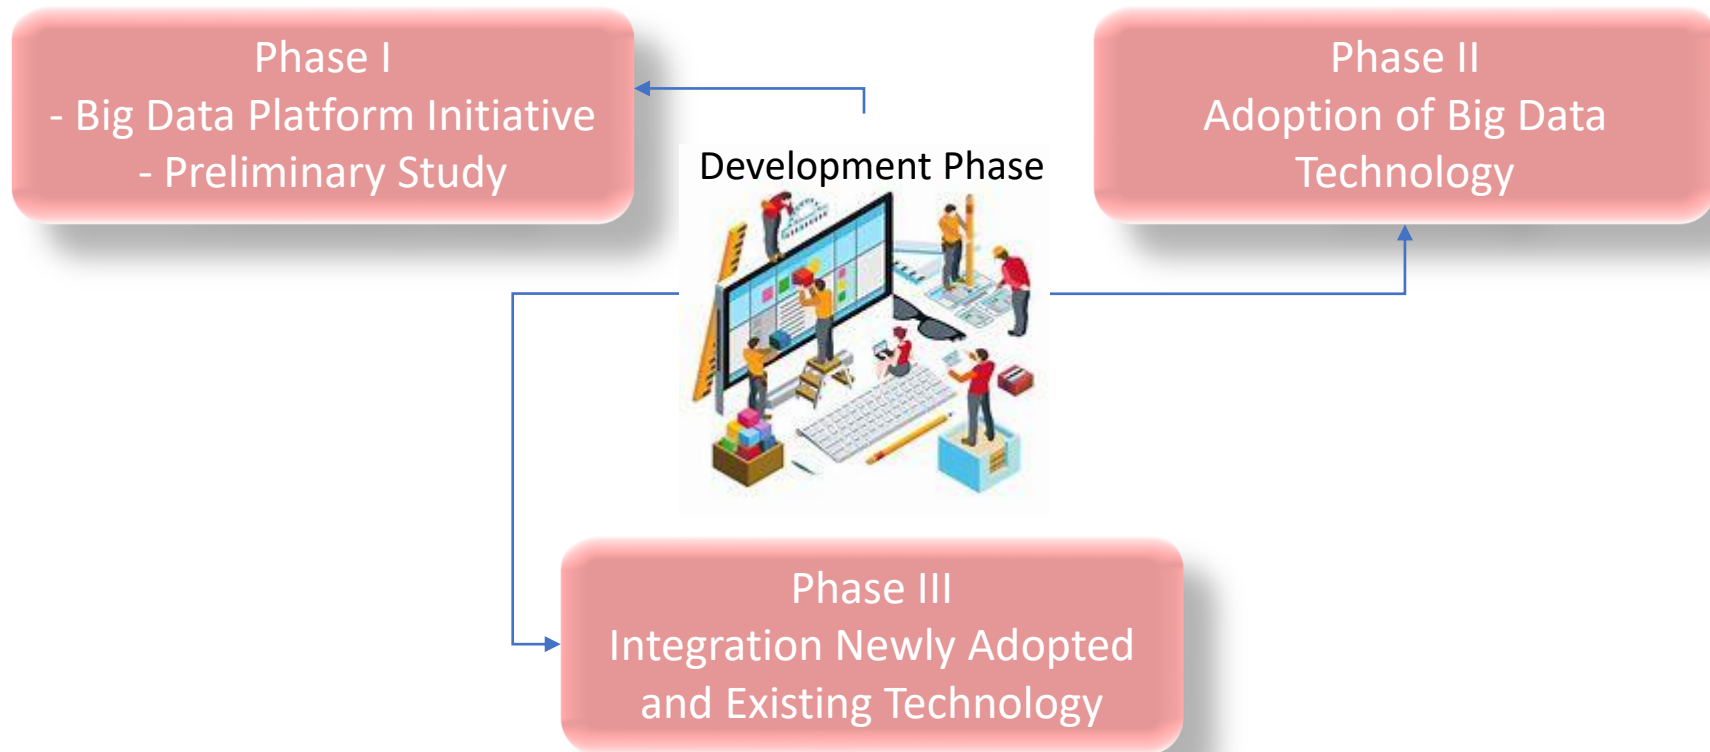 Phase I
- Big Data Platform Initiative
- Preliminary Study
Development Phase
Phase II
Adoption of Big Data
Technology
Phase III
Integration Newly Adopted
and Existing Technology